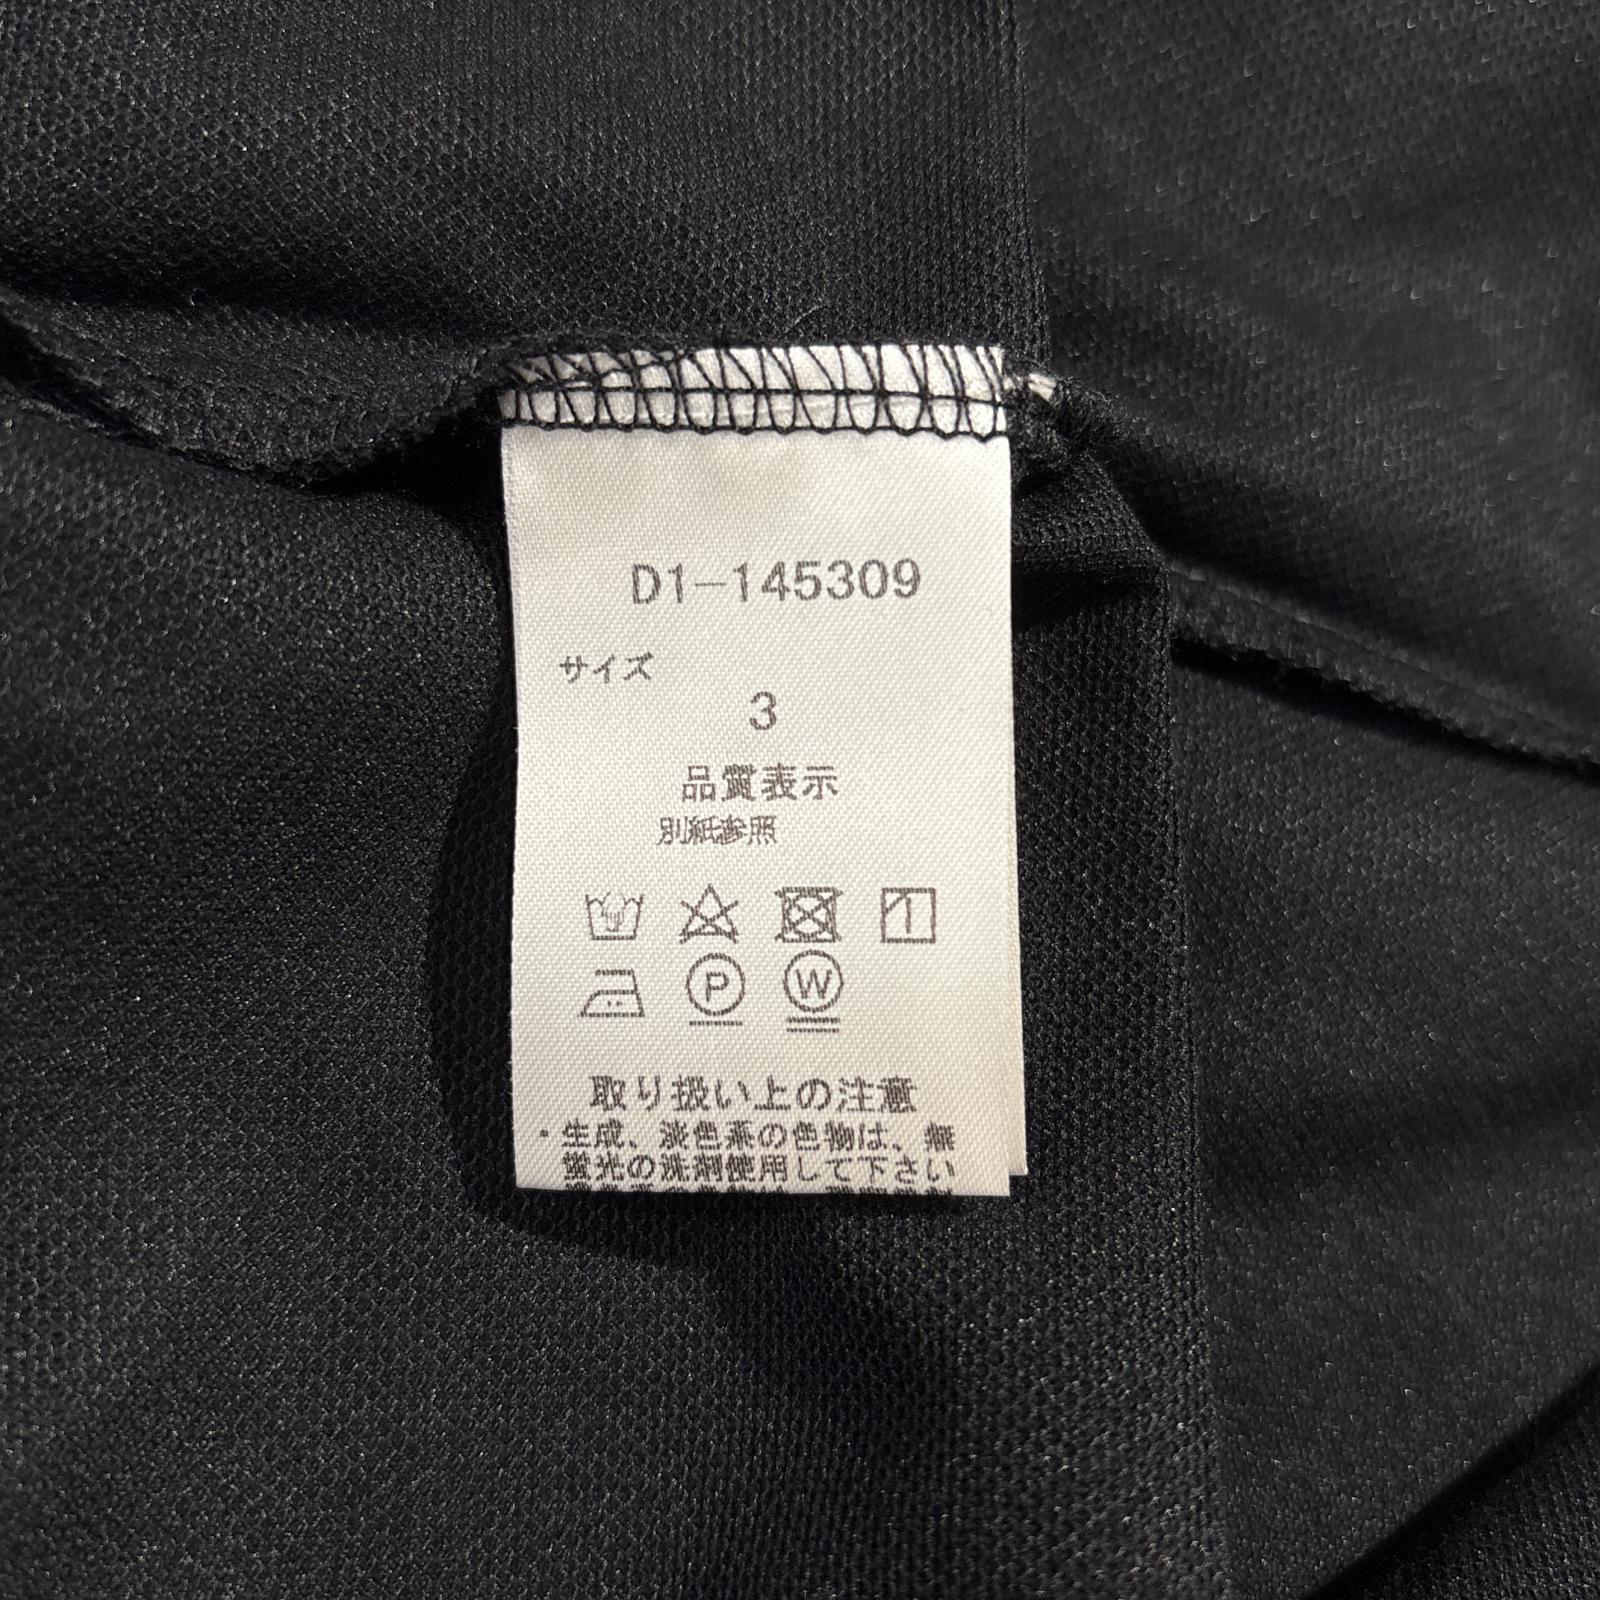 D1-145309
サイズ
3
品質表示
別紙参照
P W
取り扱い上の注意
・生成、淡色系の色物は、無
蛍光の洗剤使用して下さい